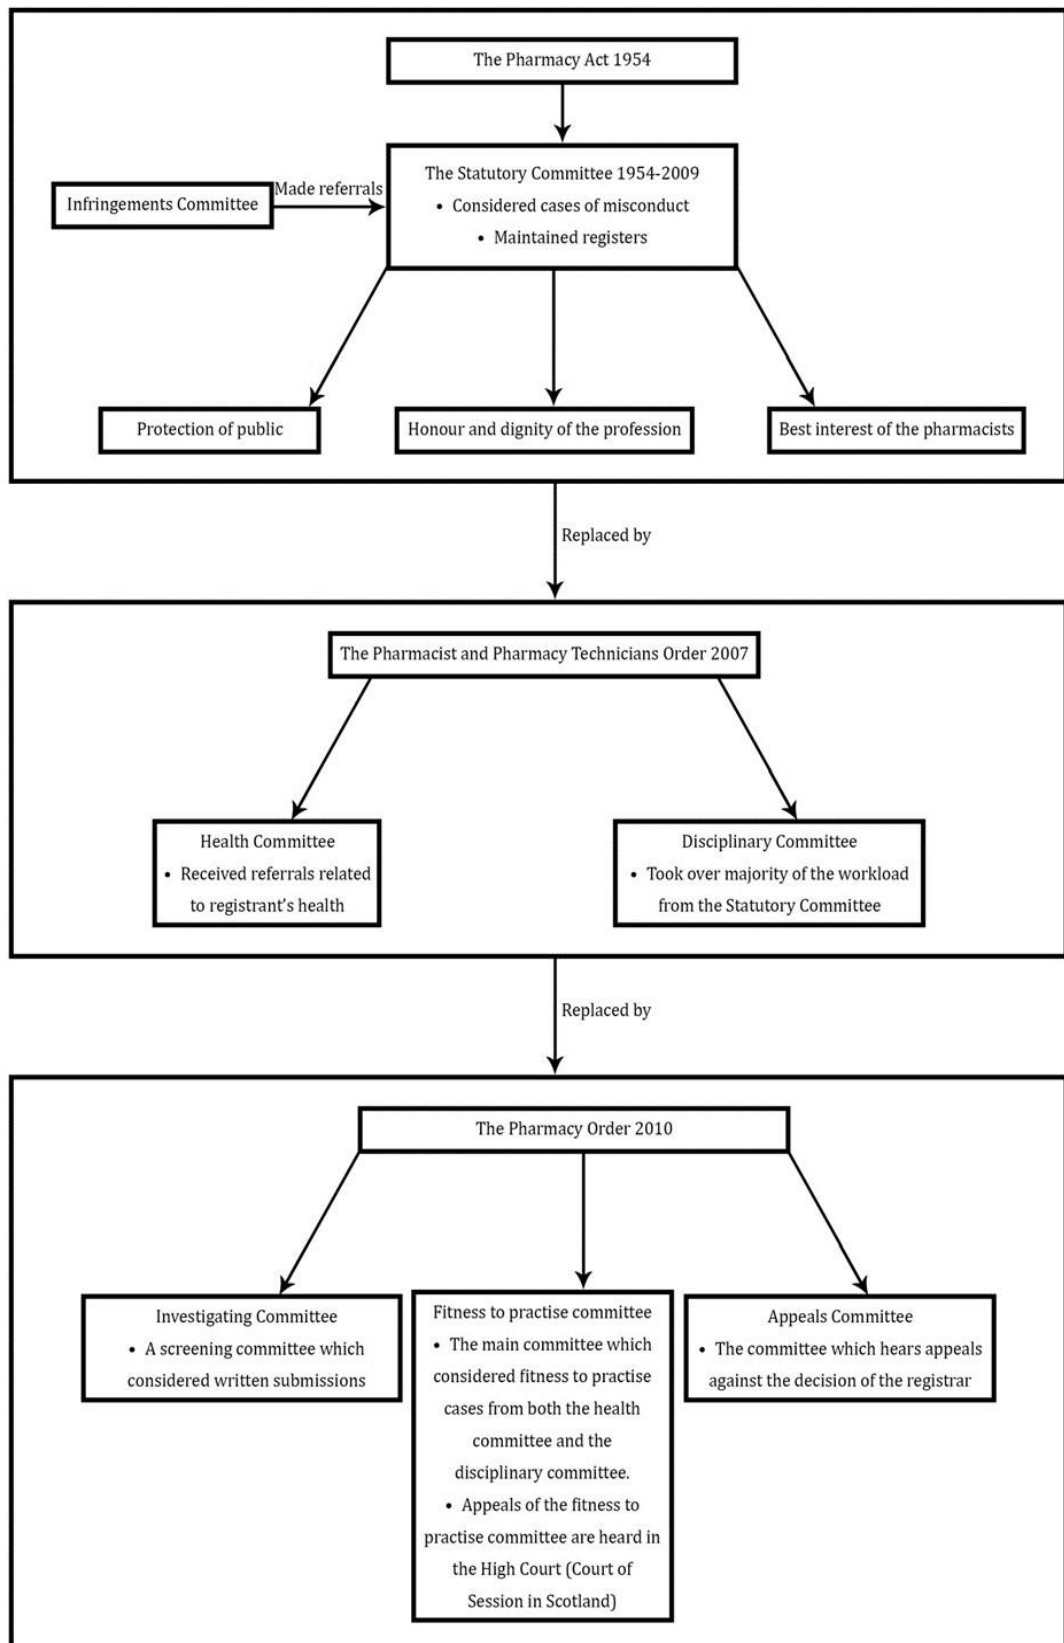 The Pharmacy Act 1954
The Statutory Committee 1954-2009
• Considered cases of misconduct
• Maintained registers
Infringements Committee
Made referrals
Protection of public
Honour and dignity of the profession
Best interest of the pharmacists
Replaced by
The Pharmacist and Pharmacy Technicians Order 2007
Health Committee
• Received referrals related
to registrant's health
Disciplinary Committee
• Took over majority of the workload
from the Statutory Committee
Replaced by
The Pharmacy Order 2010
Investigating Committee
• A screening committee which
considered written submissions
Fitness to practise committee
• The main committee which
considered fitness to practise
cases from both the health
committee and the
disciplinary committee.
• Appeals of the fitness to
practise committee are heard in
the High Court (Court of
Session in Scotland)
Appeals Committee
• The committee which hears appeals
against the decision of the registrar